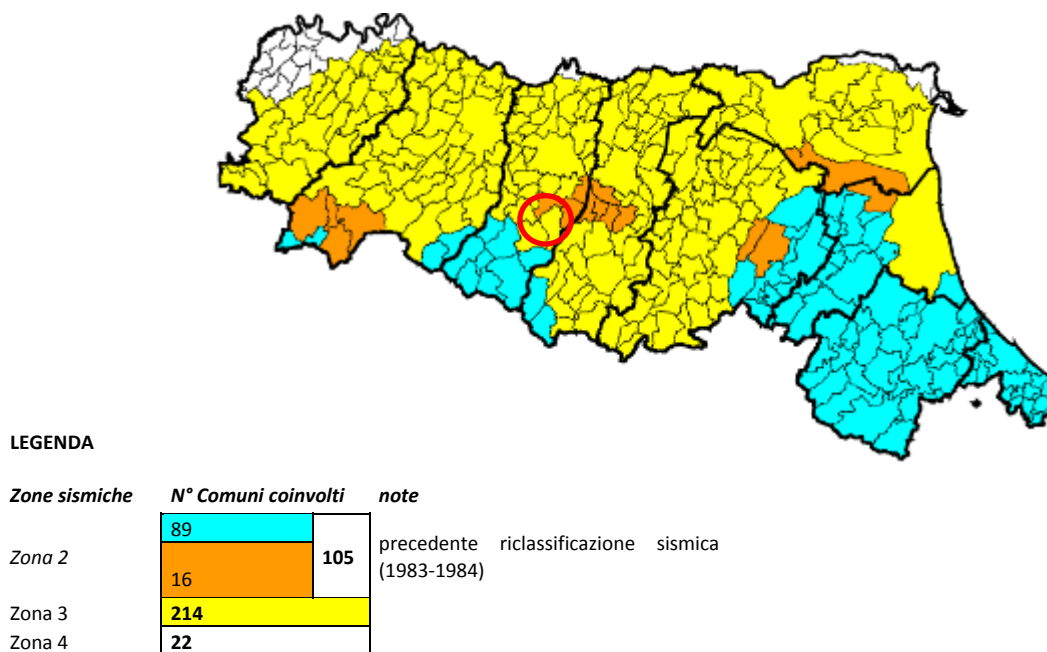 LEGENDA
Zone sismiche N° Comuni coinvolti note
89
Zona 2 105 precedente riclassificazione sismica
(1983-1984)
16
Zona 3 214
Zona 4 22